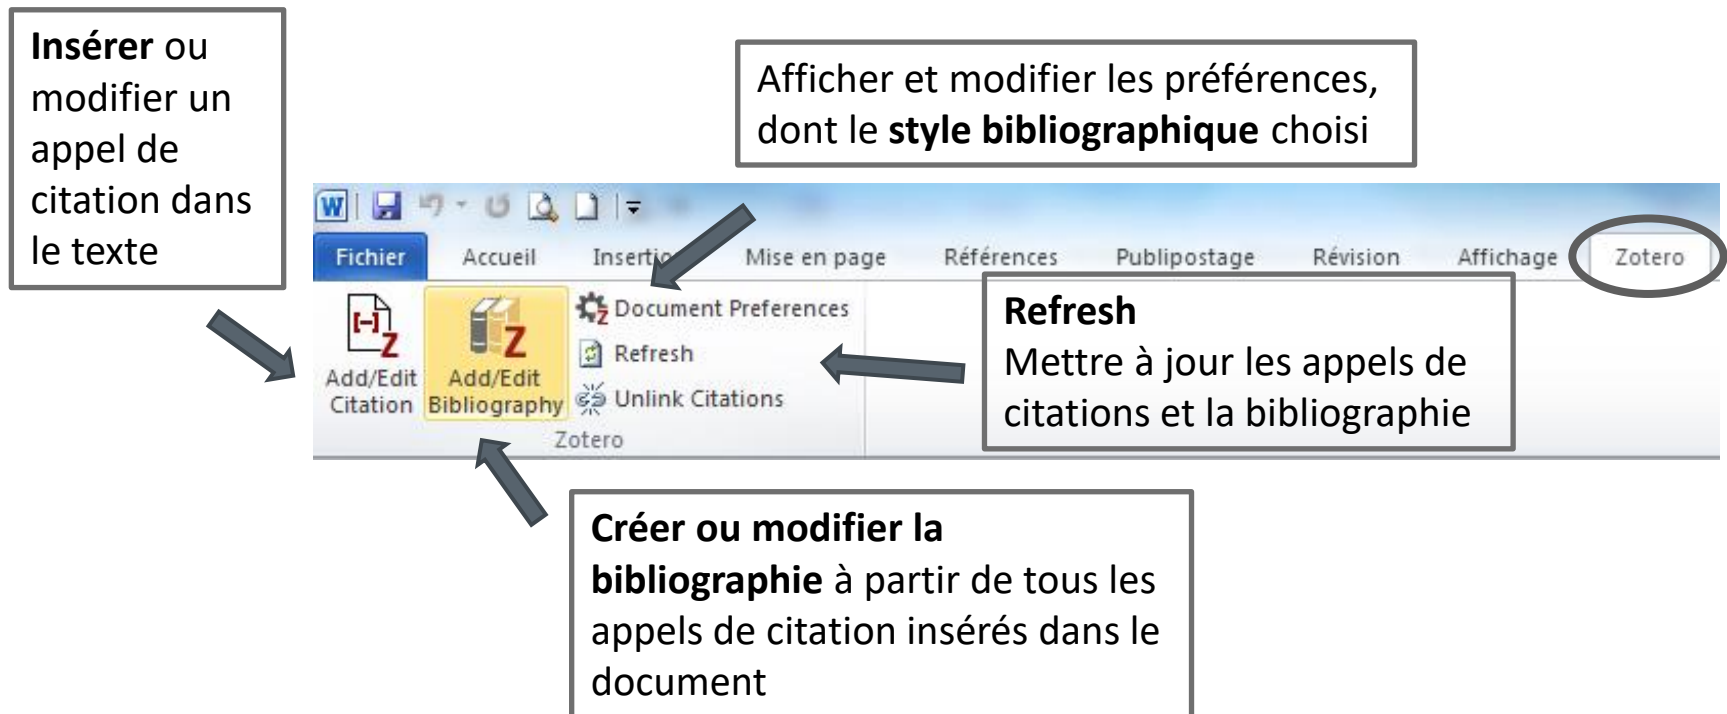 Insérer ou
modifier un
appel de
citation dans
le texte
Afficher et modifier les préférences,
dont le style bibliographique choisi
W
Fichier Accueil Insertion Mise en page Références Publipostage Révision Affichage Zotero
Add/Edit
Citation
Add/Edit
Bibliography
Document Preferences
Refresh
Unlink Citations
Zotero
Refresh
Mettre à jour les appels de
citations et la bibliographie
Créer ou modifier la
bibliographie à partir de tous les
appels de citation insérés dans le
document